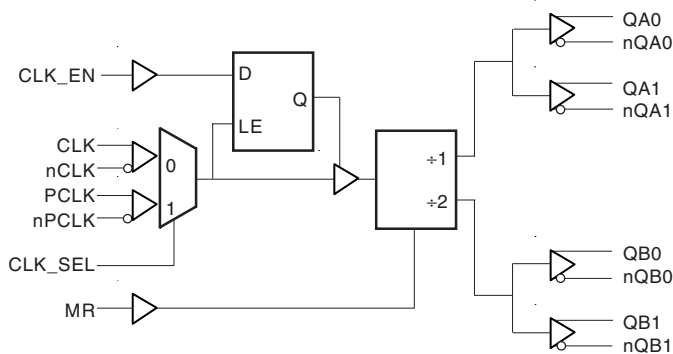 QA0
nQA0
CLK_EN
D
Q
QA1
nQA1
LE
CLK
nCLK
0
÷1
PCLK
nPCLK
1
÷2
CLK_SEL
QB0
nQB0
MR
QB1
nQB1